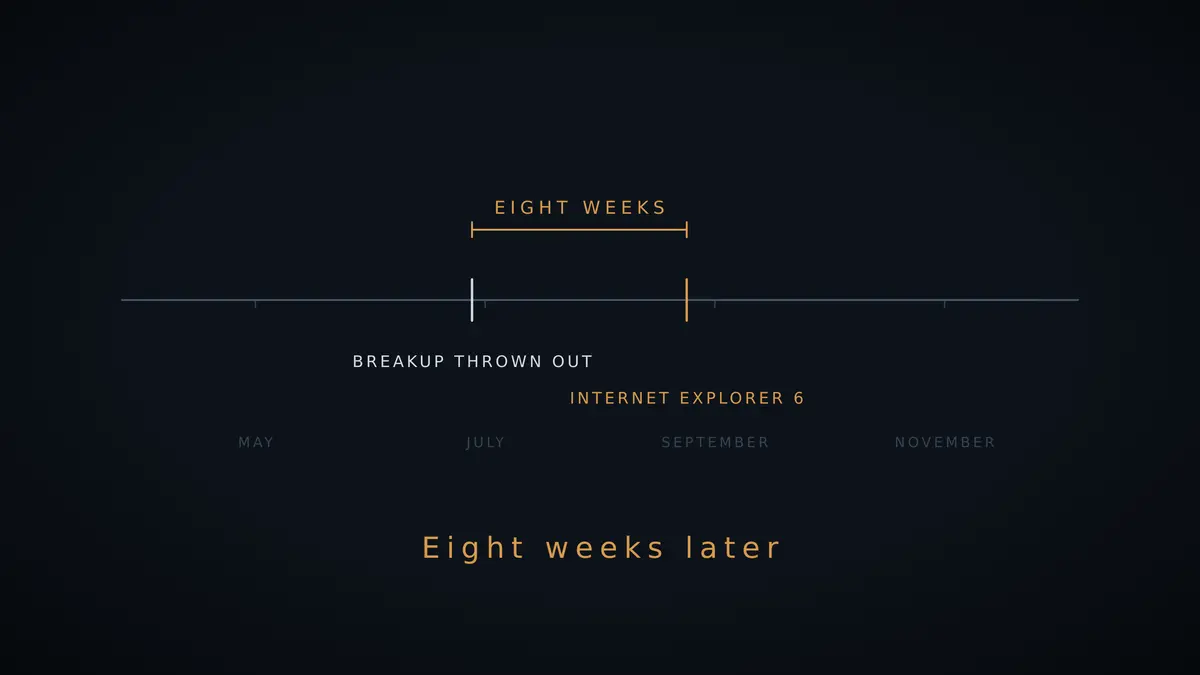 EIGHT WEEKS
BREAKUP THROWN OUT
INTERNET EXPLORER 6
MAY JULY SEPTEMBER NOVEMBER
Eight weeks later